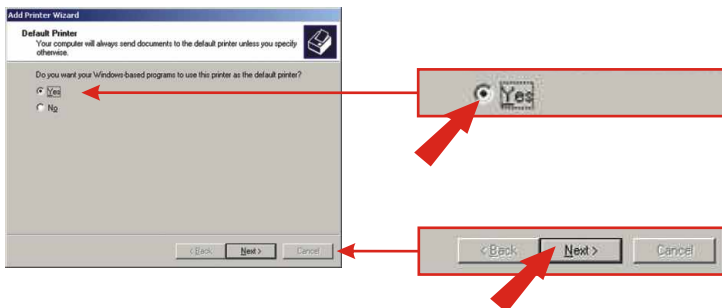 Add Printer Wizard
Default Printer
Your computer will always send documents to the default printer unless you specify
otherwise.
Do you want your Windows-based programs to use this printer as the default printer?
Yes
No
< Back Next > Cancel
Yes
< Back Next > Cancel